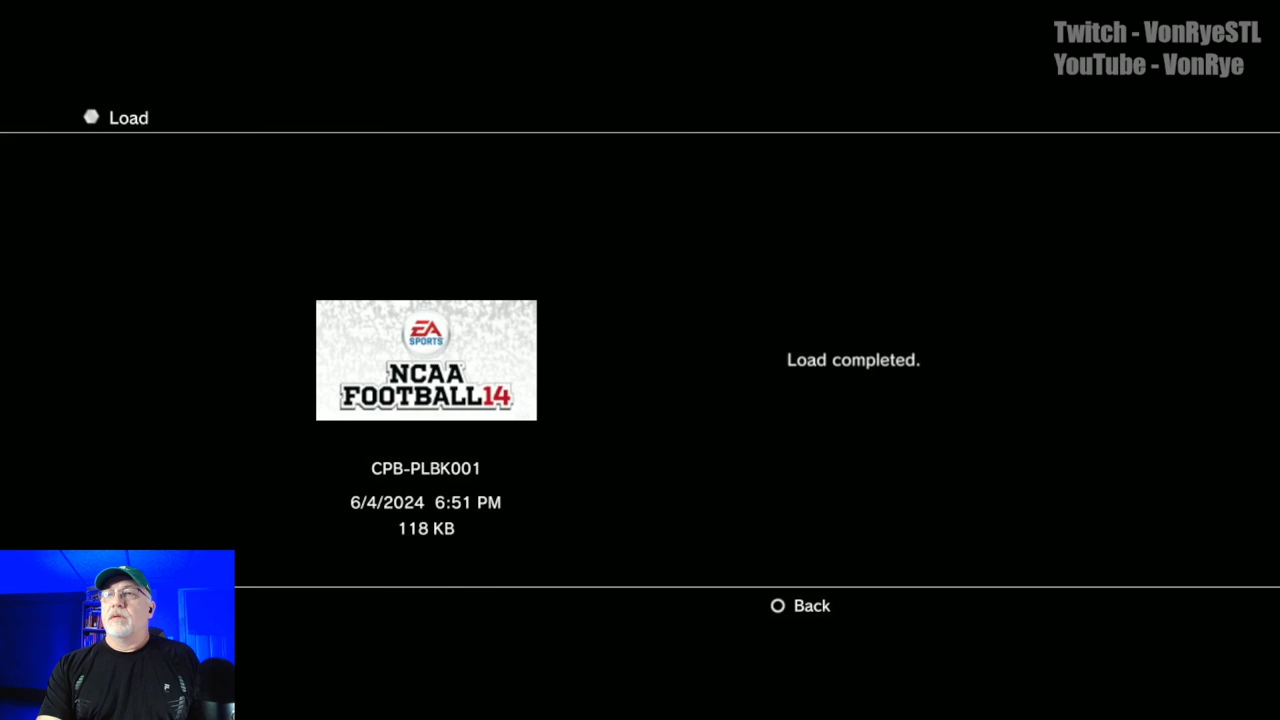 Twitch - VonRyeSTL
YouTube - VonRye
Load
EA
SPORTS
NCAA
FOOTBALL14
Load completed.
CPB-PLBK001
6/4/2024 6:51 PM
118 KB
Back